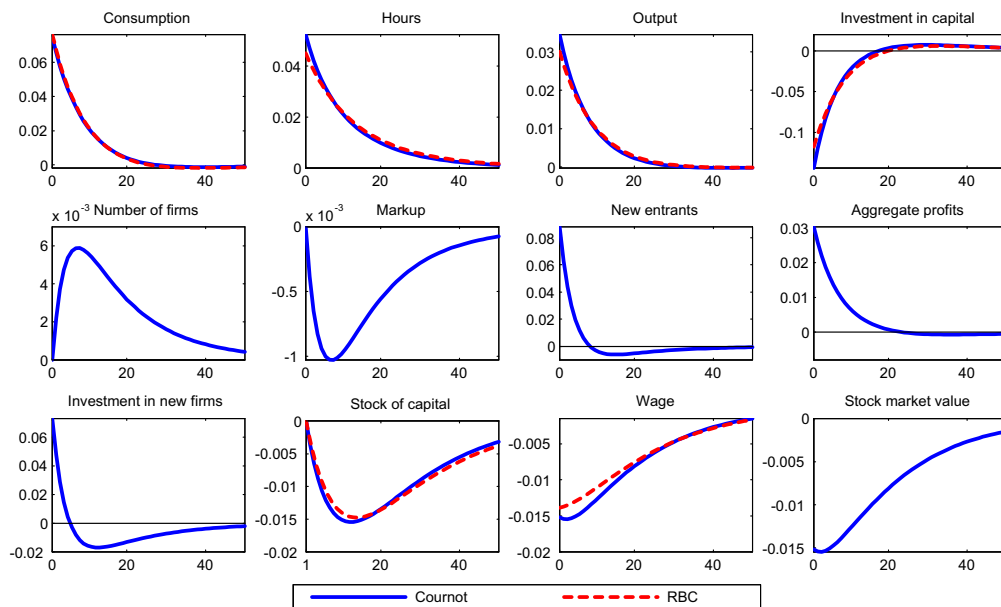 Consumption
0.06
0.04
0.02
0
0 20 40
Hours
0.04
0.02
0
0 20 40
Output
0.03
0.02
0.01
0
0 20 40
Investment in capital
0
-0.05
-0.1
0 20 40
x 10⁻³ Number of firms
6
4
2
0
0 20 40
x 10⁻³ Markup
0
-0.5
-1
1 20 40
New entrants
0.08
0.06
0.04
0.02
0
0 20 40
Aggregate profits
0.03
0.02
0.01
0
0 20 40
Investment in new firms
0.06
0.04
0.02
0
-0.02
0 20 40
Stock of capital
0
-0.005
-0.01
-0.015
-0.02
1 20 40
Wage
-0.005
-0.01
-0.015
-0.02
0 20 40
Stock market value
-0.005
-0.01
-0.015
0 20 40
Cournot RBC